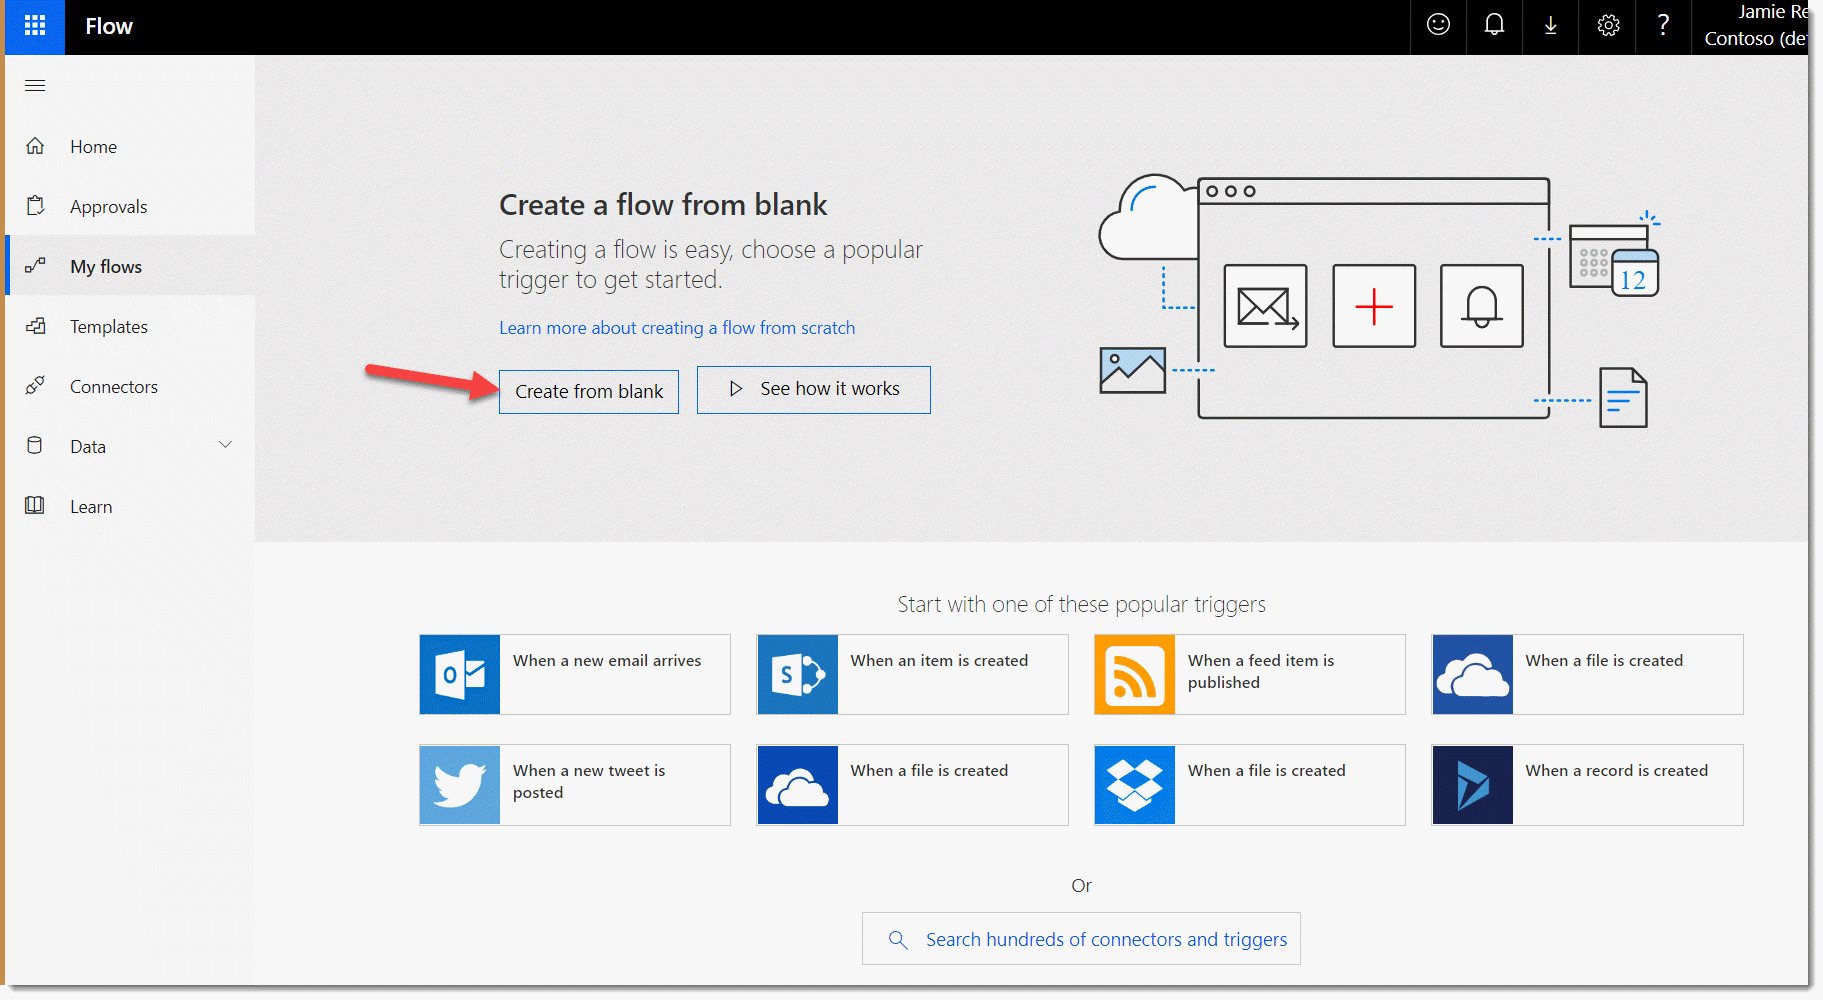 Flow
?
Jamie Re
Contoso (def
Home
Approvals
My flows
Templates
Connectors
Data
Learn
Create a flow from blank
Creating a flow is easy, choose a popular
trigger to get started.
Learn more about creating a flow from scratch
Create from blank
See how it works
12
Start with one of these popular triggers
When a new email arrives
When an item is created
When a feed item is
published
When a file is created
When a new tweet is
posted
When a file is created
When a file is created
When a record is created
Or
Search hundreds of connectors and triggers